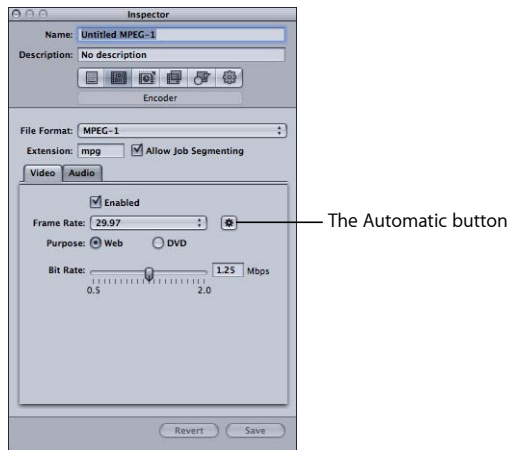 Inspector
Name: Untitled MPEG-1
Description: No description
Encoder
File Format: MPEG-1
Extension: mpg Allow Job Segmenting
Video Audio
Enabled
Frame Rate: 29.97
The Automatic button
Purpose: Web DVD
Bit Rate: 1.25 Mbps
0.5 2.0
Revert Save